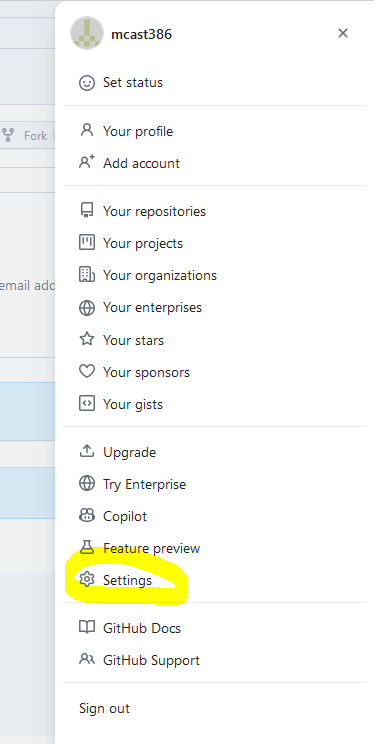 mcast386
Set status
Fork
Your profile
Add account
Your repositories
Your projects
Your organizations
email add
Your enterprises
Your stars
Your sponsors
Your gists
Upgrade
Try Enterprise
Copilot
Feature preview
Settings
GitHub Docs
GitHub Support
Sign out